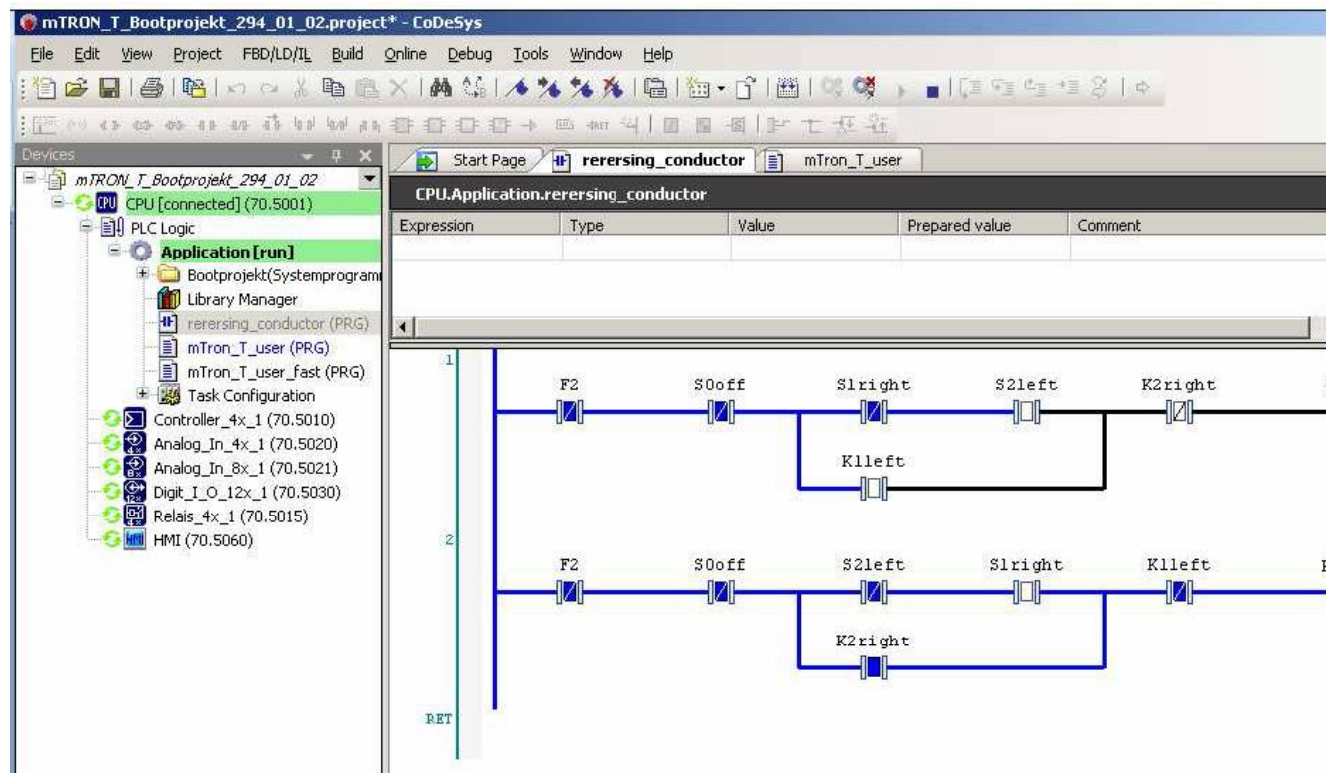 mTRON_T_Bootprojekt_294_01_02.project* - CoDeSys
File Edit View Project FBD/LD/IL Build Online Debug Tools Window Help
Devices
Start Page rerersing_conductor mTron_T_user
mTRON_T_Bootprojekt_294_01_02
CPU [connected] (70.5001)
PLC Logic
Application [run]
Bootprojekt(Systemprogram
Library Manager
rerersing_conductor (PRG)
mTron_T_user (PRG)
mTron_T_user_fast (PRG)
Task Configuration
Controller_4x_1 (70.5010)
Analog_In_4x_1 (70.5020)
Analog_In_8x_1 (70.5021)
Digit_I_O_12x_1 (70.5030)
Relais_4x_1 (70.5015)
HMI (70.5060)
CPU.Application.rerersing_conductor
Expression Type Value Prepared value Comment
1
F2 S0off S1right S2left K2right
K1left
2
F2 S0off S2left S1right K1left
K2right
RET